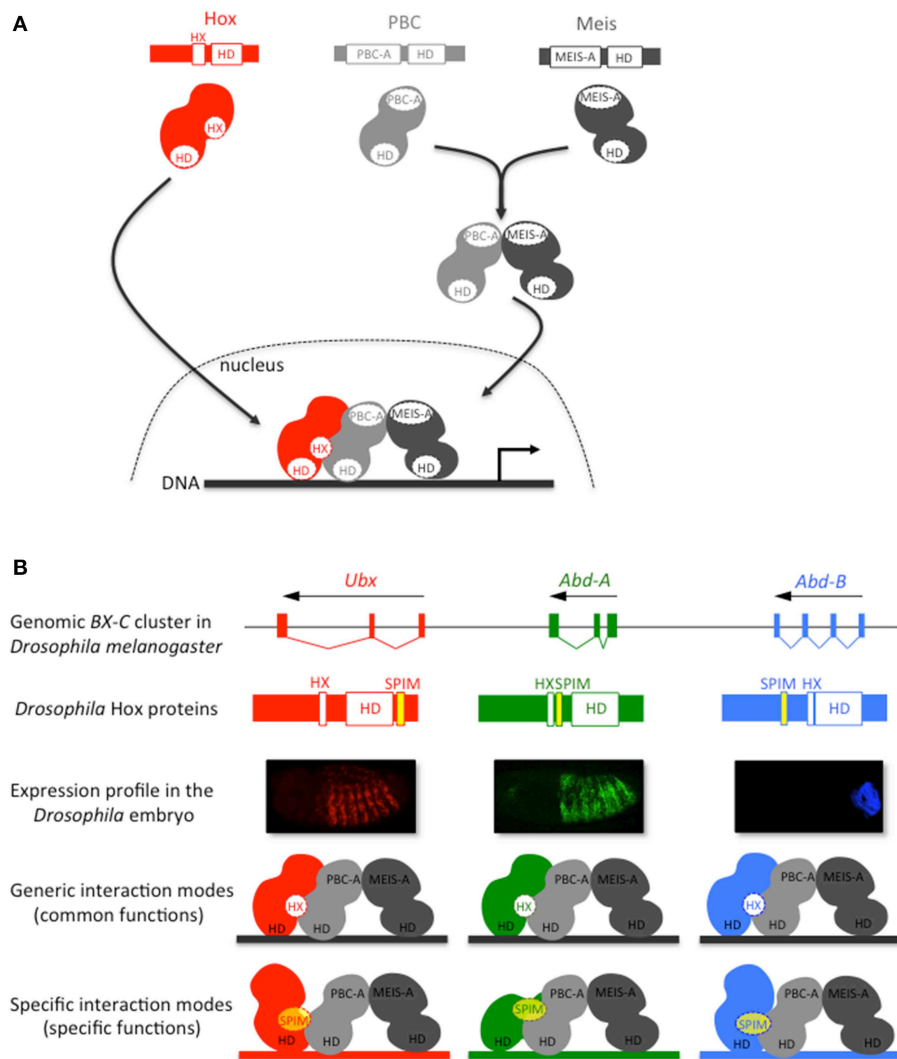 A
Hox
PBC
Meis
HX
HD
PBC-A
HD
MEIS-A
HD
PBC-A
MEIS-A
HX
HD
HD
HD
PBC-A
MEIS-A
HD
HD
nucleus
PBC-A
MEIS-A
HX
HD
HD
HD
DNA
B
Ubx
Abd-A
Abd-B
Genomic BX-C cluster in
Drosophila melanogaster
HX
SPIM
HXSPIM
SPIM HX
Drosophila Hox proteins
HD
HD
HD
Expression profile in the
Drosophila embryo
Generic interaction modes
(common functions)
PBC-A
MEIS-A
HX
HD
HD
HD
PBC-A
MEIS-A
HX
HD
HD
HD
PBC-A
MEIS-A
HX
HD
HD
HD
Specific interaction modes
(specific functions)
PBC-A
MEIS-A
SPIM
HD
HD
HD
PBC-A
MEIS-A
SPIM
HD
HD
HD
PBC-A
MEIS-A
SPIM
HD
HD
HD